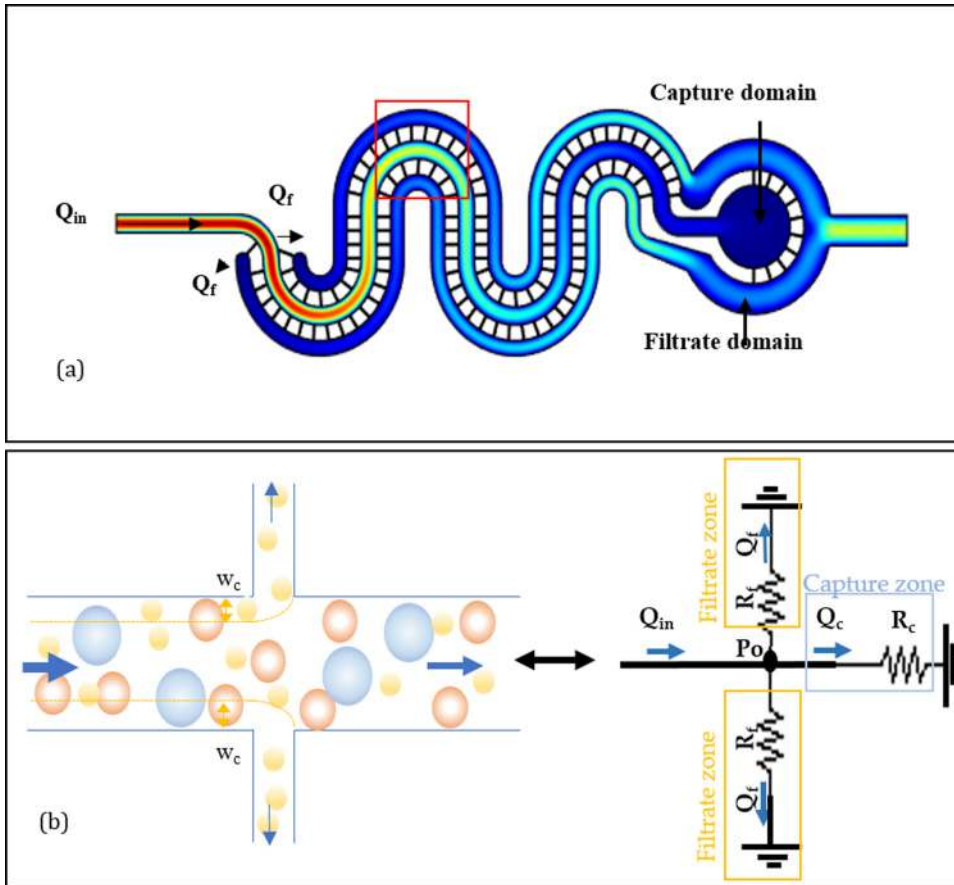 Capture domain
Q_in
Q_f
Q_f
Filtrate domain
(a)
w_c
w_c
(b)
Filtrate zone
Q_f
R_f
Capture zone
Q_in
Po
Q_c
R_c
Filtrate zone
R_f
Q_f